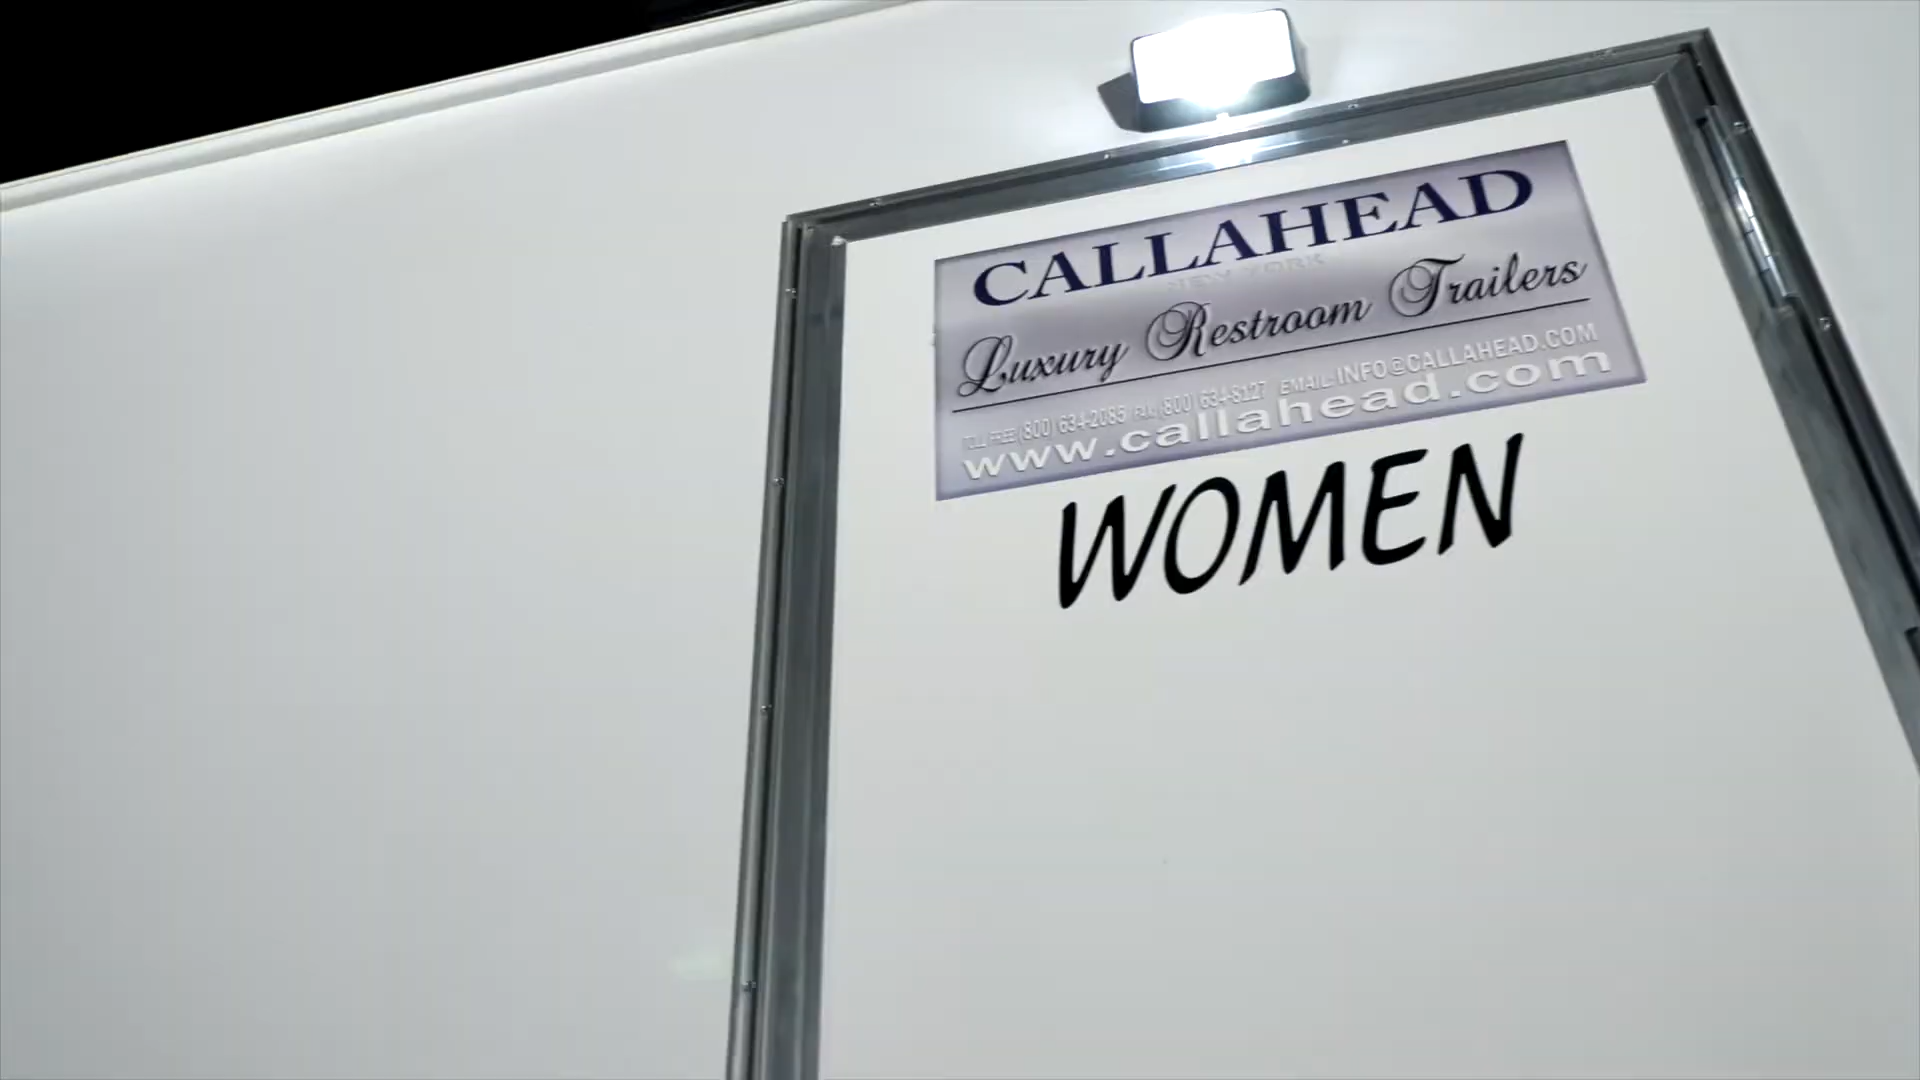 CALLAHEAD
NEW YORK
Luxury Restroom Trailers
TOLL FREE (800) 634-2085 FAX (800) 634-8127 EMAIL: INFO@CALLAHEAD.COM
www.callahead.com
WOMEN